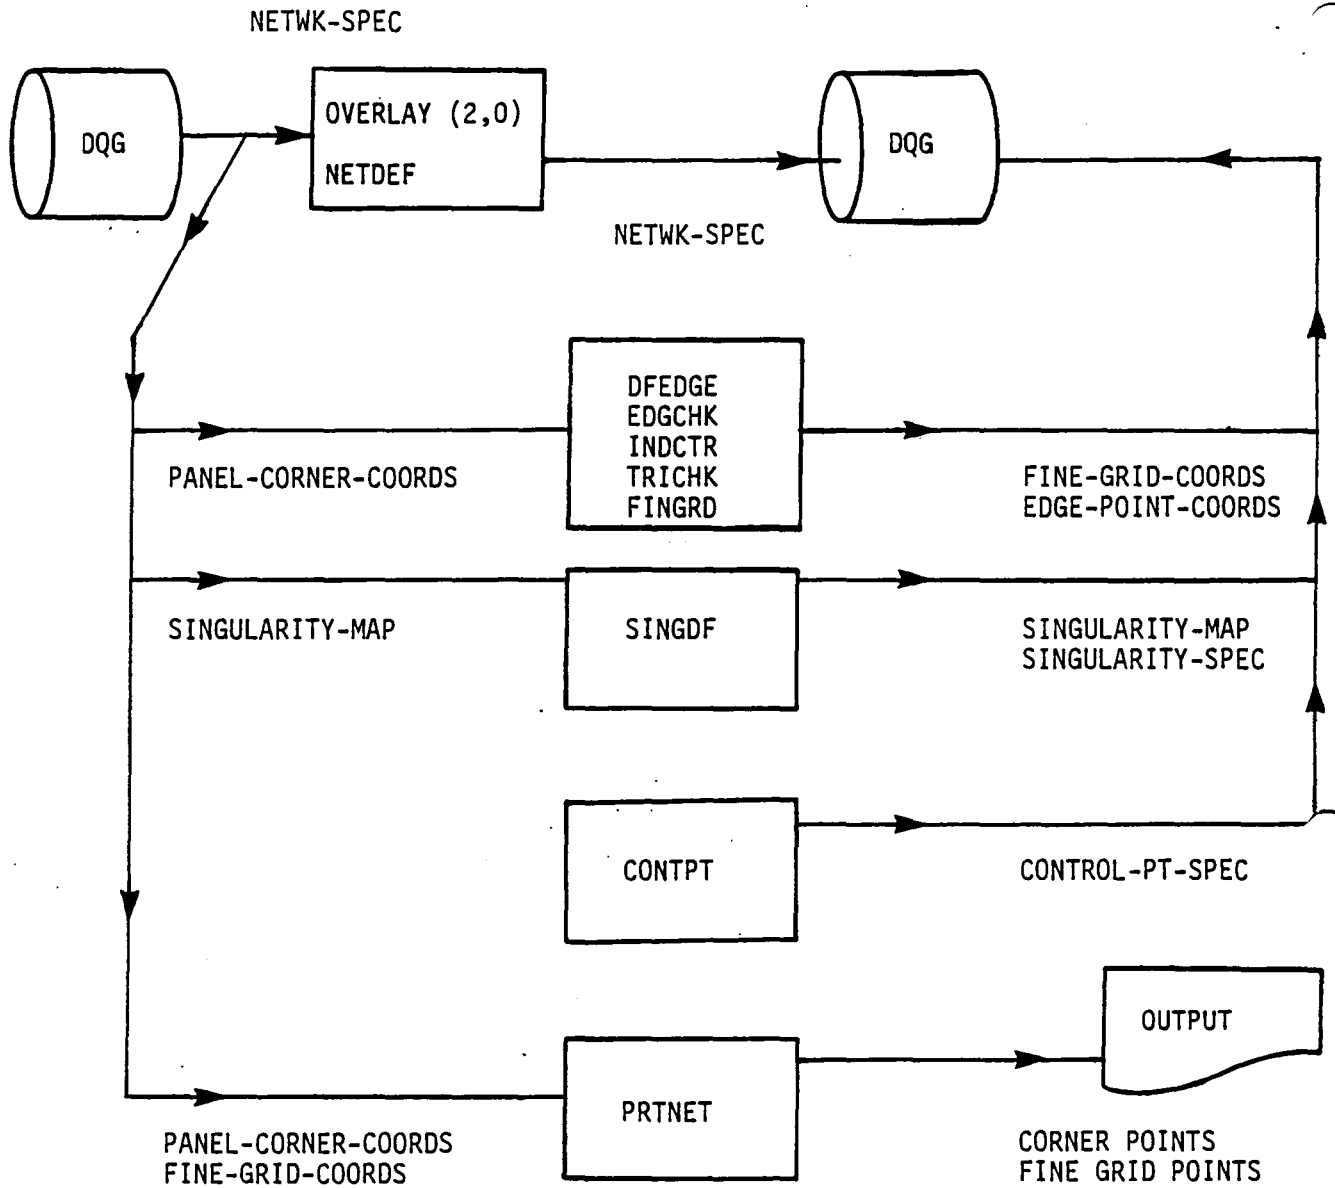 NETWK-SPEC
DQG
OVERLAY (2,0)
NETDEF
DQG
NETWK-SPEC
DFEDGE
EDGCHK
INDCTR
TRICHK
FINGRD
PANEL-CORNER-COORDS
FINE-GRID-COORDS
EDGE-POINT-COORDS
SINGULARITY-MAP
SINGDF
SINGULARITY-MAP
SINGULARITY-SPEC
CONTPT
CONTROL-PT-SPEC
OUTPUT
PRTNET
PANEL-CORNER-COORDS
FINE-GRID-COORDS
CORNER POINTS
FINE GRID POINTS